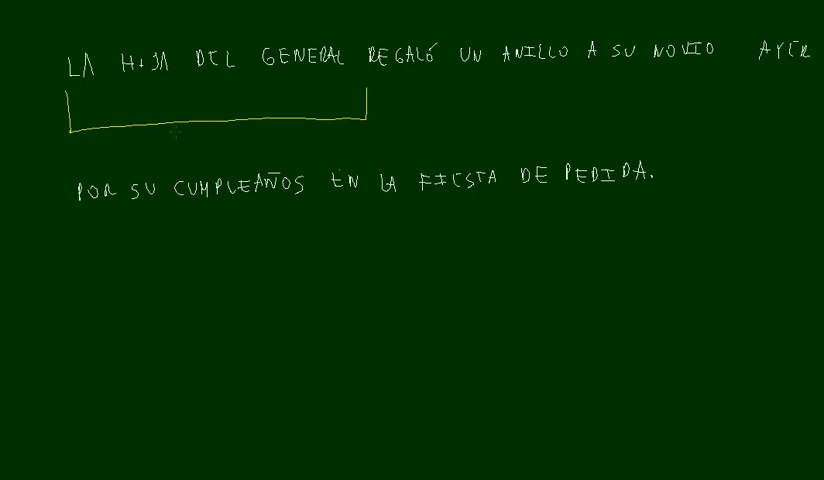 LA HIJA DEL GENERAL REGALÓ UN ANILLO A SU NOVIO AYER
POR SU CUMPLEAÑOS EN LA FIESTA DE PEDIDA.